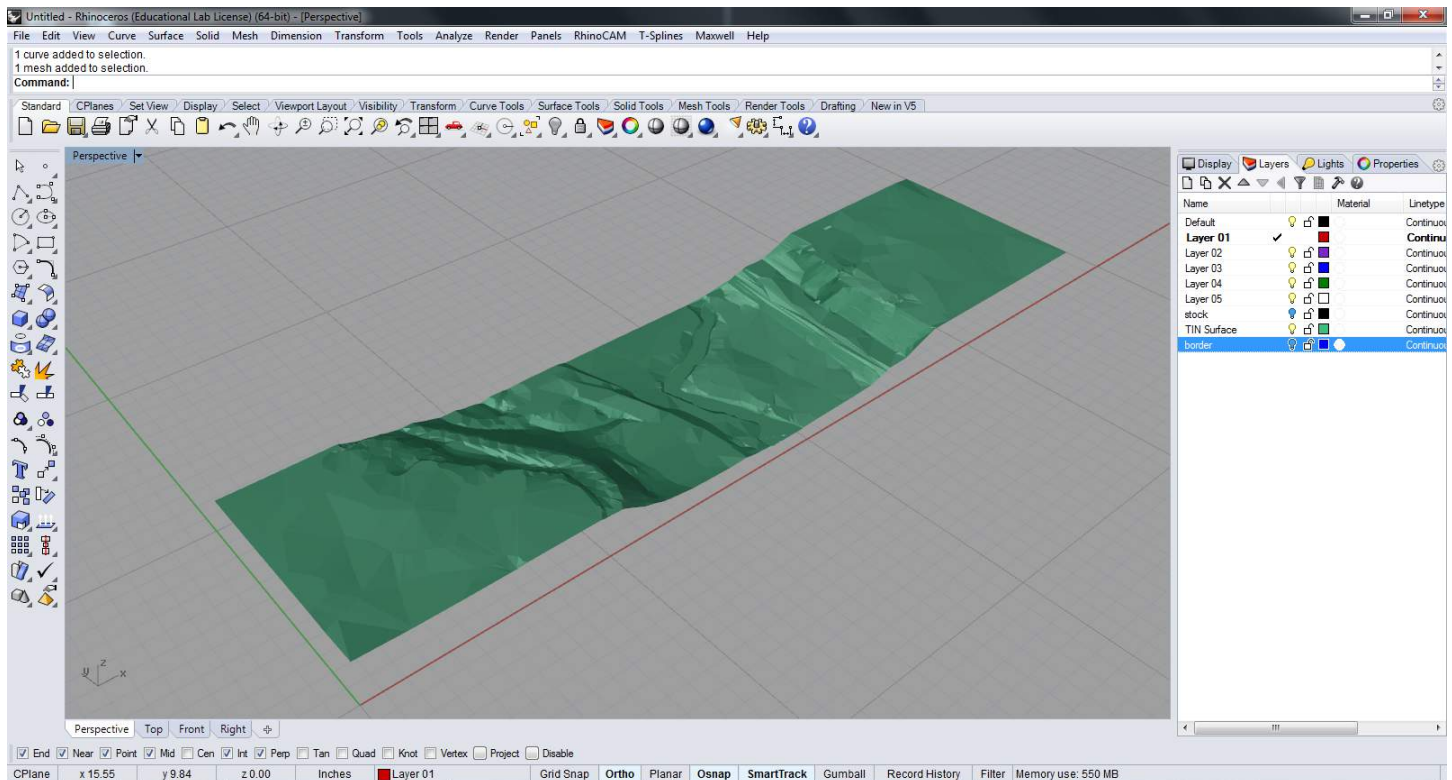 Untitled - Rhinoceros (Educational Lab License) (64-bit) - [Perspective]
File Edit View Curve Surface Solid Mesh Dimension Transform Tools Analyze Render Panels RhinoCAM T-Splines Maxwell Help
1 curve added to selection.
1 mesh added to selection.
Command:
Standard CPlanes Set View Display Select Viewport Layout Visibility Transform Curve Tools Surface Tools Solid Tools Mesh Tools Render Tools Drafting New in V5
Perspective
Display Layers Lights Properties
Name Material Linetype
Default Continuou
Layer 01 Continu
Layer 02 Continuou
Layer 03 Continuou
Layer 04 Continuou
Layer 05 Continuou
stock Continuou
TIN Surface Continuou
border Continuou
y z x
Perspective Top Front Right
End Near Point Mid Cen Int Perp Tan Quad Knot Vertex Project Disable
CPlane x 15.55 y 9.84 z 0.00 Inches Layer 01 Grid Snap Ortho Planar Osnap SmartTrack Gumball Record History Filter Memory use: 550 MB